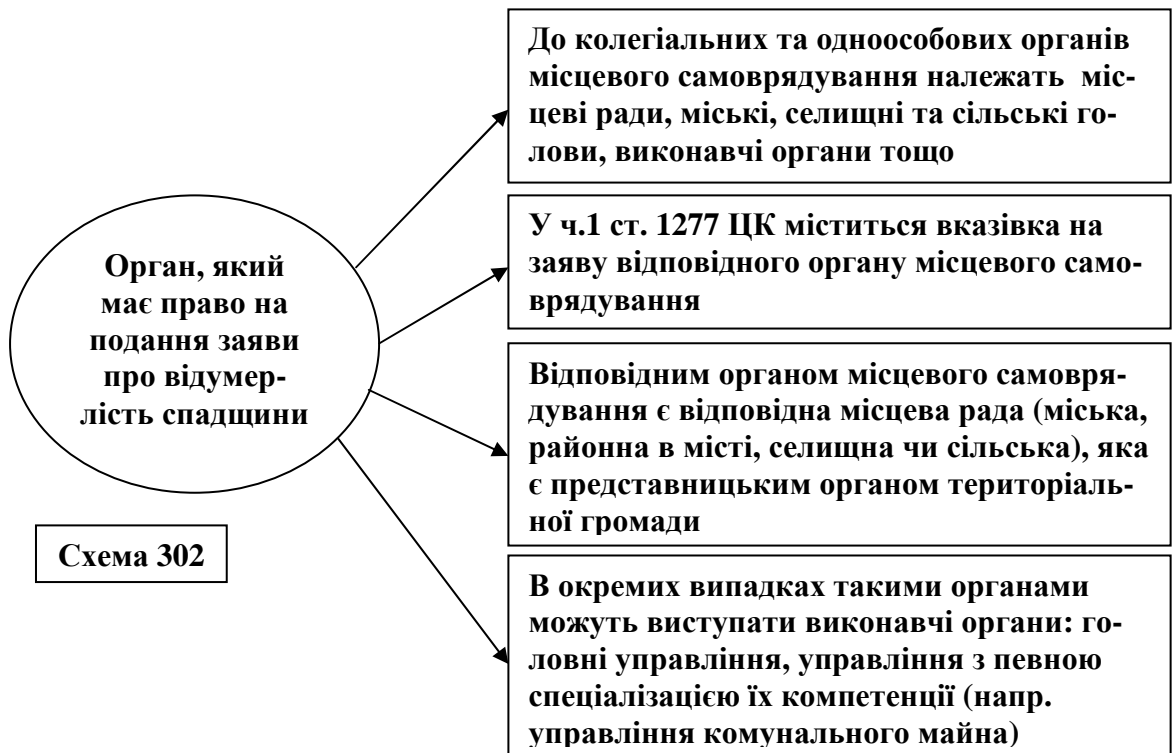 Орган, який
має право на
подання заяви
про відумер-
лість спадщини
До колегіальних та одноособових органів
місцевого самоврядування належать міс-
цеві ради, міські, селищні та сільські го-
лови, виконавчі органи тощо
У ч.1 ст. 1277 ЦК міститься вказівка на
заяву відповідного органу місцевого само-
врядування
Відповідним органом місцевого самовря-
дування є відповідна місцева рада (міська,
районна в місті, селищна чи сільська), яка
є представницьким органом територіаль-
ної громади
В окремих випадках такими органами
можуть виступати виконавчі органи: го-
ловні управління, управління з певною
спеціалізацією їх компетенції (напр.
управління комунального майна)
Схема 302